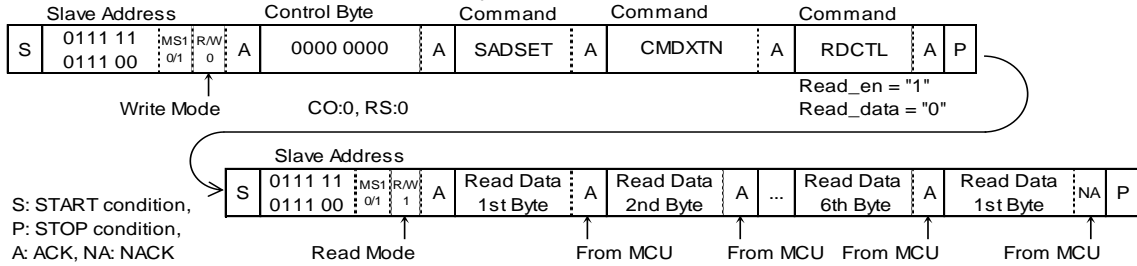 Slave Address Control Byte Command Command Command
S 0111 11 0111 00 MS1 0/1 R/W 0 A 0000 0000 A SADSET A CMDXTN A RDCTL A P
Write Mode CO:0, RS:0 Read_en = "1"
Read_data = "0"
Slave Address
S 0111 11 0111 00 MS1 0/1 R/W 1 A Read Data 1st Byte A Read Data 2nd Byte A ... Read Data 6th Byte A Read Data 1st Byte NA P
S: START condition,
P: STOP condition,
A: ACK, NA: NACK Read Mode From MCU From MCU From MCU From MCU